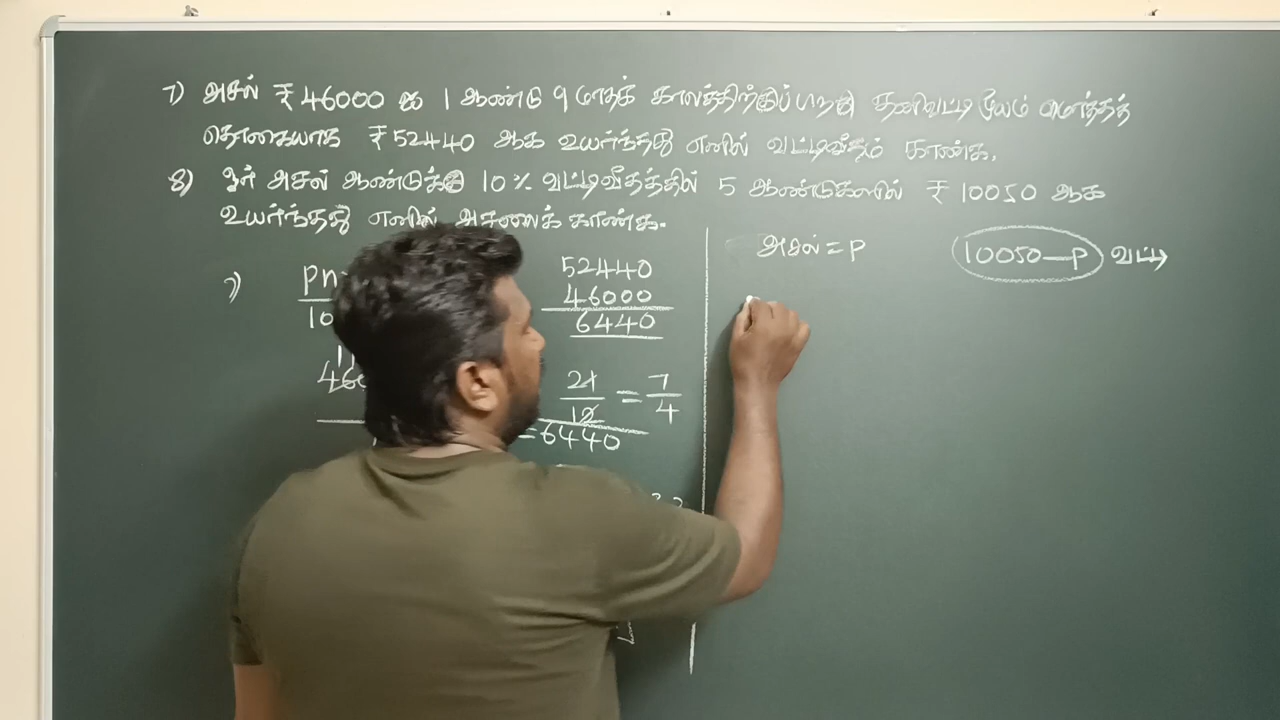 7) அசல் ₹ 46000 ஐ 1 ஆண்டு 9 மாதக் காலத்திற்குப் பிறகு தனிவட்டி மூலம் மொத்தத்
தொகையாக ₹ 52440 ஆக உயர்ந்தது எனில் வட்டிவீதம் காண்க.
8) ஓர் அசல் ஆண்டுக்கு 10 % வட்டிவீதத்தில் 5 ஆண்டுகளில் ₹ 10050 ஆக
உயர்ந்தது எனில் அசலைக் காண்க.
7) Pn
10
52440
46000
6440
21/12 = 7/4
= 6440
அசல் = P
10050 — P வட்டி